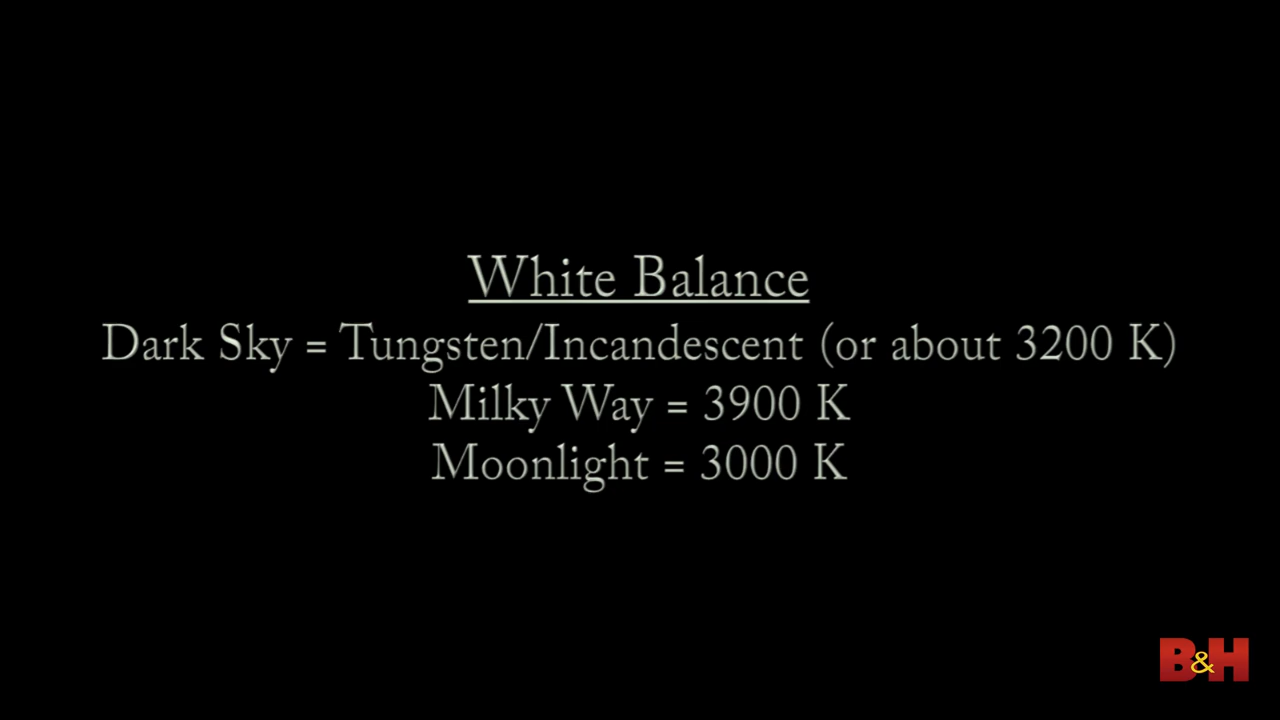 White Balance
Dark Sky = Tungsten/Incandescent (or about 3200 K)
Milky Way = 3900 K
Moonlight = 3000 K
B&H